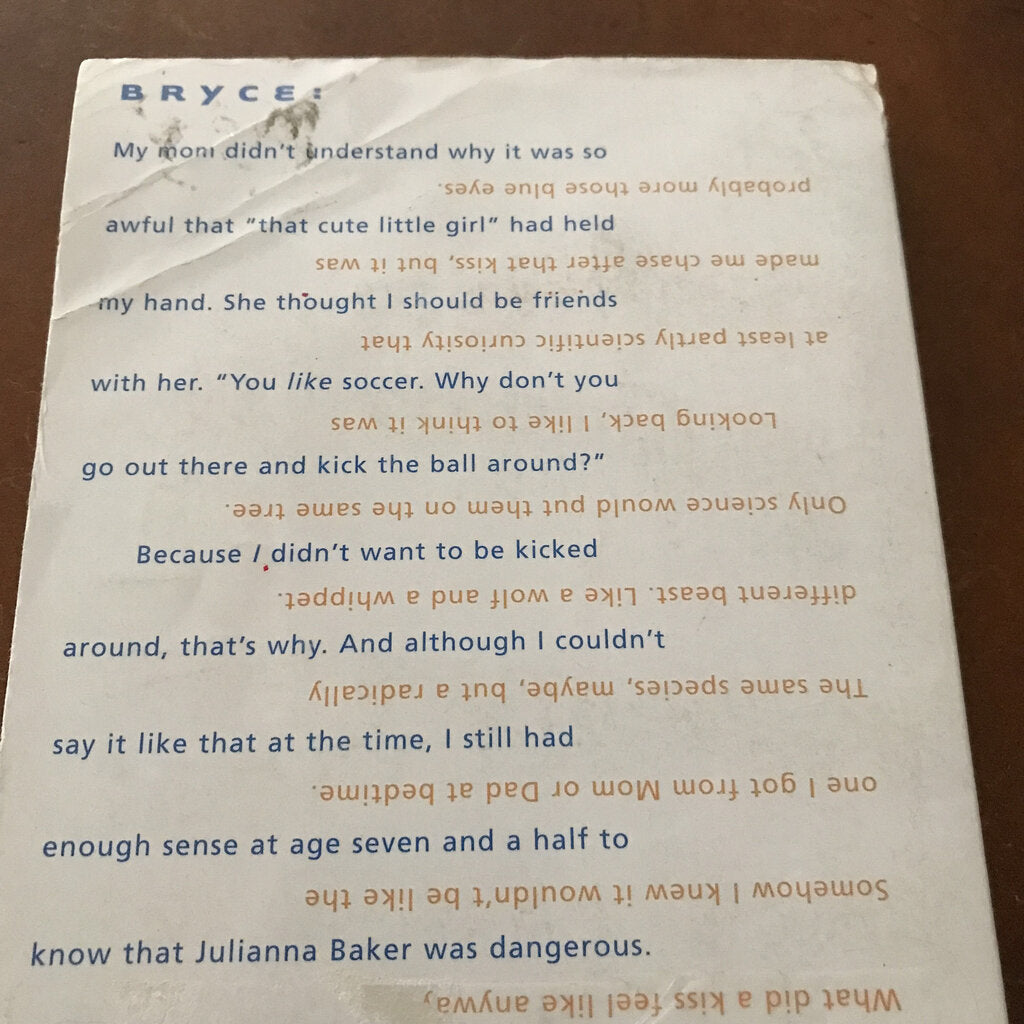 BRYCE:
My mom didn't understand why it was so
awful that "that cute little girl" had held
my hand. She thought I should be friends
with her. "You like soccer. Why don't you
go out there and kick the ball around?"
Because I didn't want to be kicked
around, that's why. And although I couldn't
say it like that at the time, I still had
enough sense at age seven and a half to
know that Julianna Baker was dangerous.
What did a kiss feel like anyway
Somehow I knew it wouldn't be like the
one I got from Mom or Dad at bedtime.
The same species, maybe, but a radically
different beast. Like a wolf and a whippet.
Only science would put them on the same tree.
Looking back, I like to think it was
at least partly scientific curiosity that
made me chase after that kiss, but it was
probably more those blue eyes.